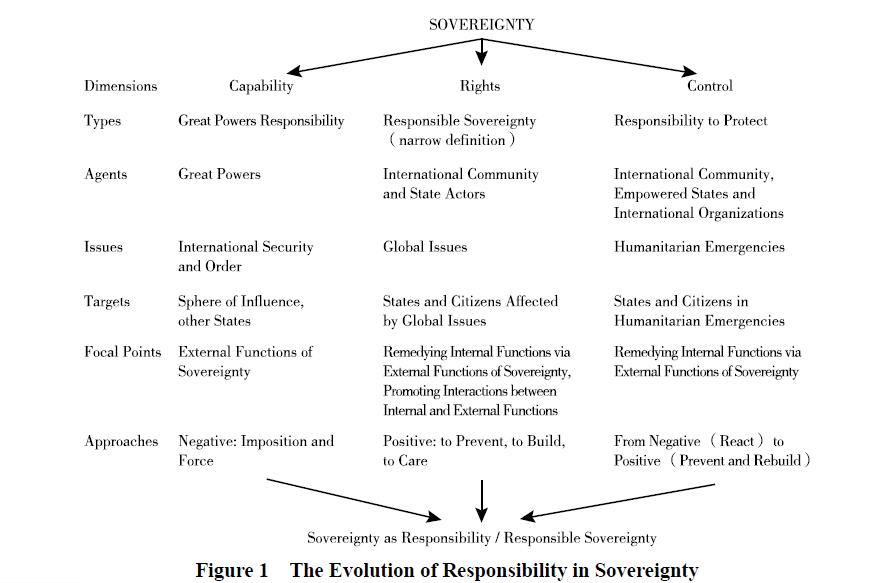 SOVEREIGNTY
Dimensions Capability Rights Control
Types Great Powers Responsibility Responsible Sovereignty Responsibility to Protect
( narrow definition )
Agents Great Powers International Community International Community,
and State Actors Empowered States and
International Organizations
Issues International Security Global Issues Humanitarian Emergencies
and Order
Targets Sphere of Influence, States and Citizens Affected States and Citizens in
other States by Global Issues Humanitarian Emergencies
Focal Points External Functions of Remedying Internal Functions via Remedying Internal Functions via
Sovereignty External Functions of Sovereignty, External Functions of Sovereignty
Promoting Interactions between
Internal and External Functions
Approaches Negative: Imposition and Positive: to Prevent, to Build, From Negative ( React ) to
Force to Care Positive ( Prevent and Rebuild )
Sovereignty as Responsibility / Responsible Sovereignty
Figure 1 The Evolution of Responsibility in Sovereignty